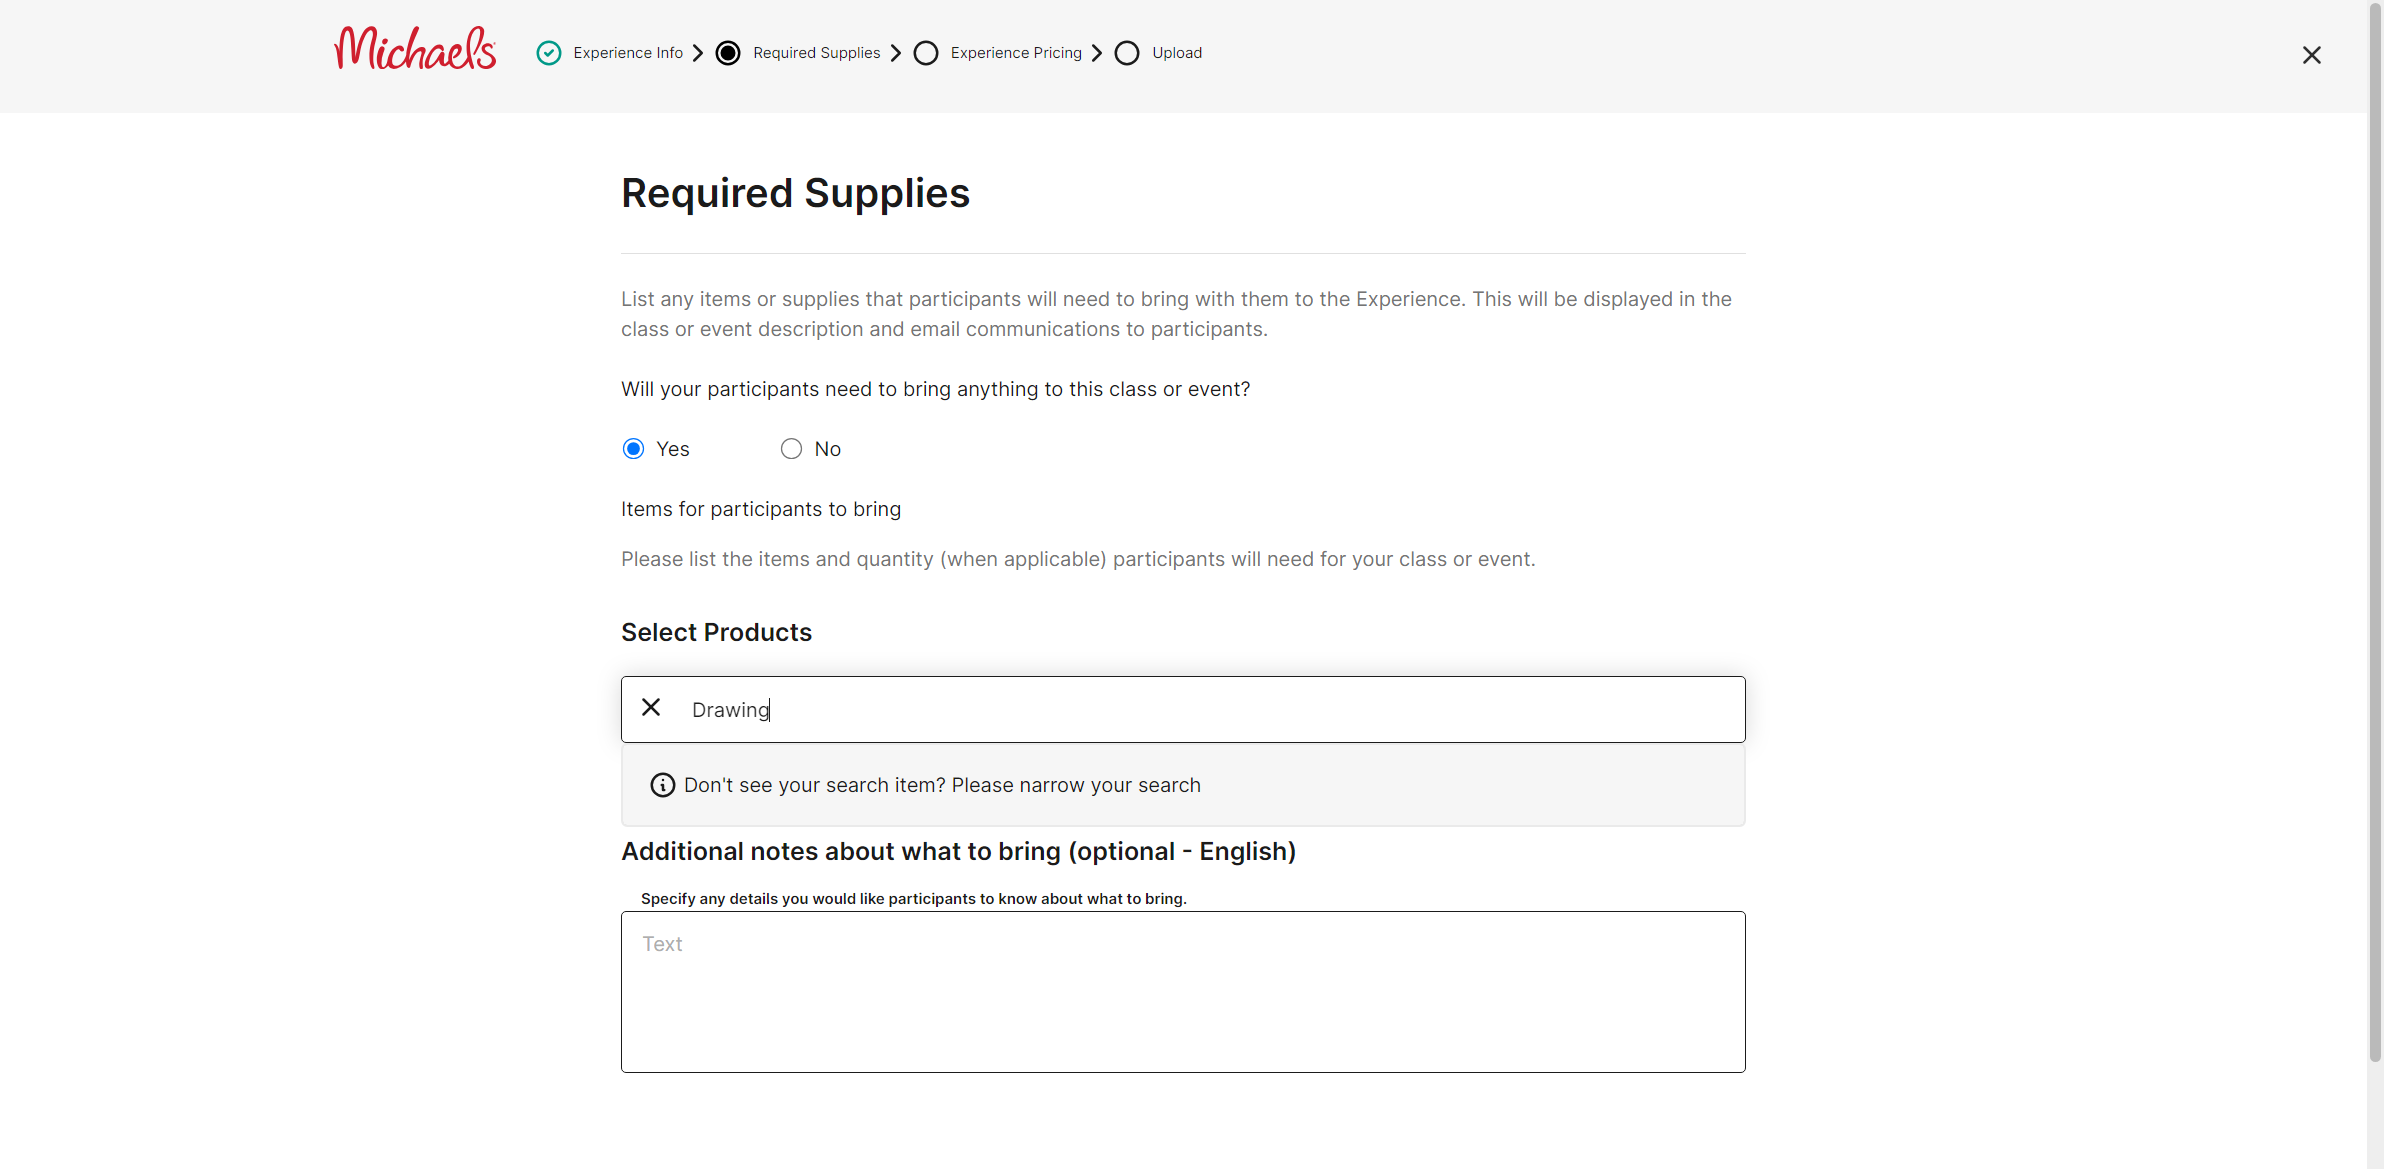 Michaels
Experience Info
Required Supplies
Experience Pricing
Upload
Required Supplies
List any items or supplies that participants will need to bring with them to the Experience. This will be displayed in the
class or event description and email communications to participants.
Will your participants need to bring anything to this class or event?
Yes
No
Items for participants to bring
Please list the items and quantity (when applicable) participants will need for your class or event.
Select Products
Drawing
Don't see your search item? Please narrow your search
Additional notes about what to bring (optional - English)
Specify any details you would like participants to know about what to bring.
Text